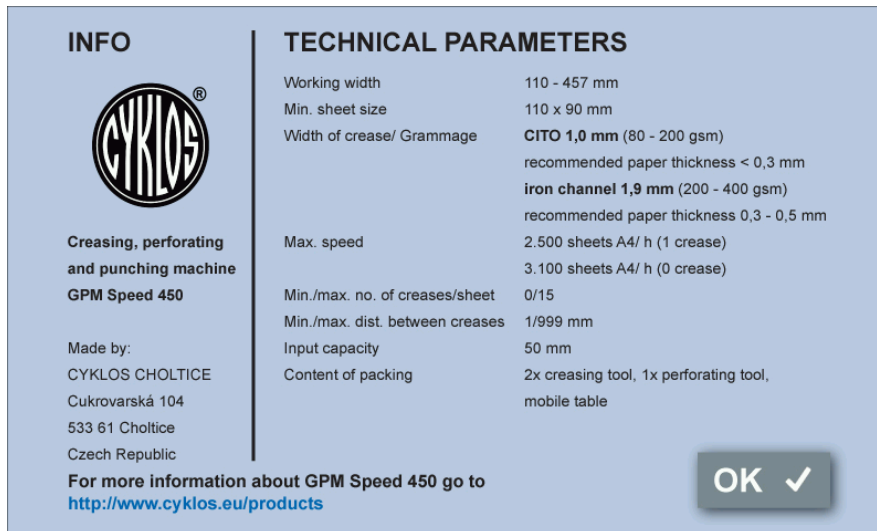 INFO
CYKLOS®
Creasing, perforating
and punching machine
GPM Speed 450
Made by:
CYKLOS CHOLTICE
Cukrovarská 104
533 61 Choltice
Czech Republic
TECHNICAL PARAMETERS
Working width 110 - 457 mm
Min. sheet size 110 x 90 mm
Width of crease/ Grammage CITO 1,0 mm (80 - 200 gsm)
recommended paper thickness < 0,3 mm
iron channel 1,9 mm (200 - 400 gsm)
recommended paper thickness 0,3 - 0,5 mm
Max. speed 2.500 sheets A4/ h (1 crease)
3.100 sheets A4/ h (0 crease)
Min./max. no. of creases/sheet 0/15
Min./max. dist. between creases 1/999 mm
Input capacity 50 mm
Content of packing 2x creasing tool, 1x perforating tool,
mobile table
For more information about GPM Speed 450 go to
http://www.cyklos.eu/products
OK ✓